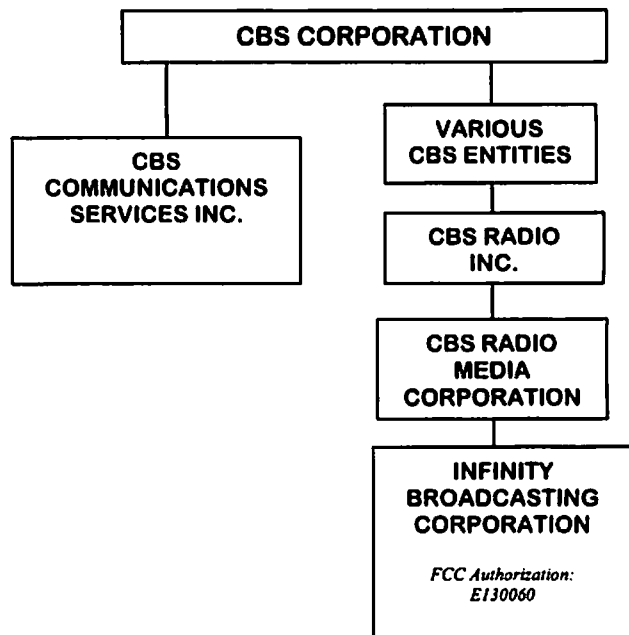 CBS CORPORATION
CBS
COMMUNICATIONS
SERVICES INC.
VARIOUS
CBS ENTITIES
CBS RADIO
INC.
CBS RADIO
MEDIA
CORPORATION
INFINITY
BROADCASTING
CORPORATION
FCC Authorization:
E130060